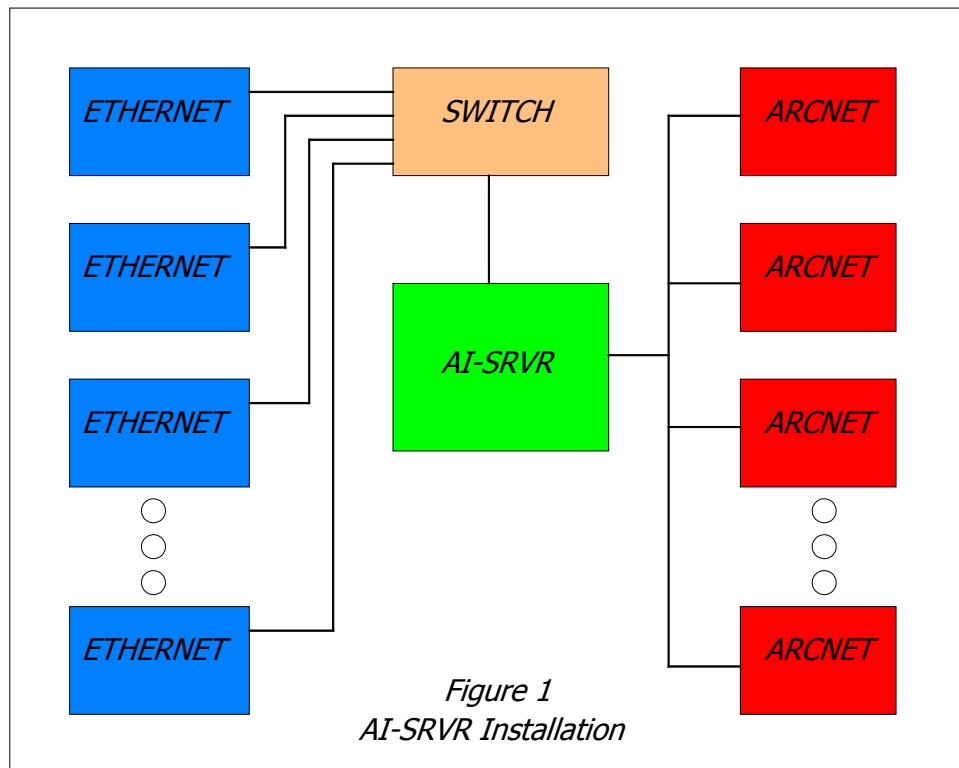 ETHERNET
SWITCH
ARCNET
ETHERNET
ARCNET
AI-SRVR
ETHERNET
ARCNET
ETHERNET
ARCNET
Figure 1
AI-SRVR Installation